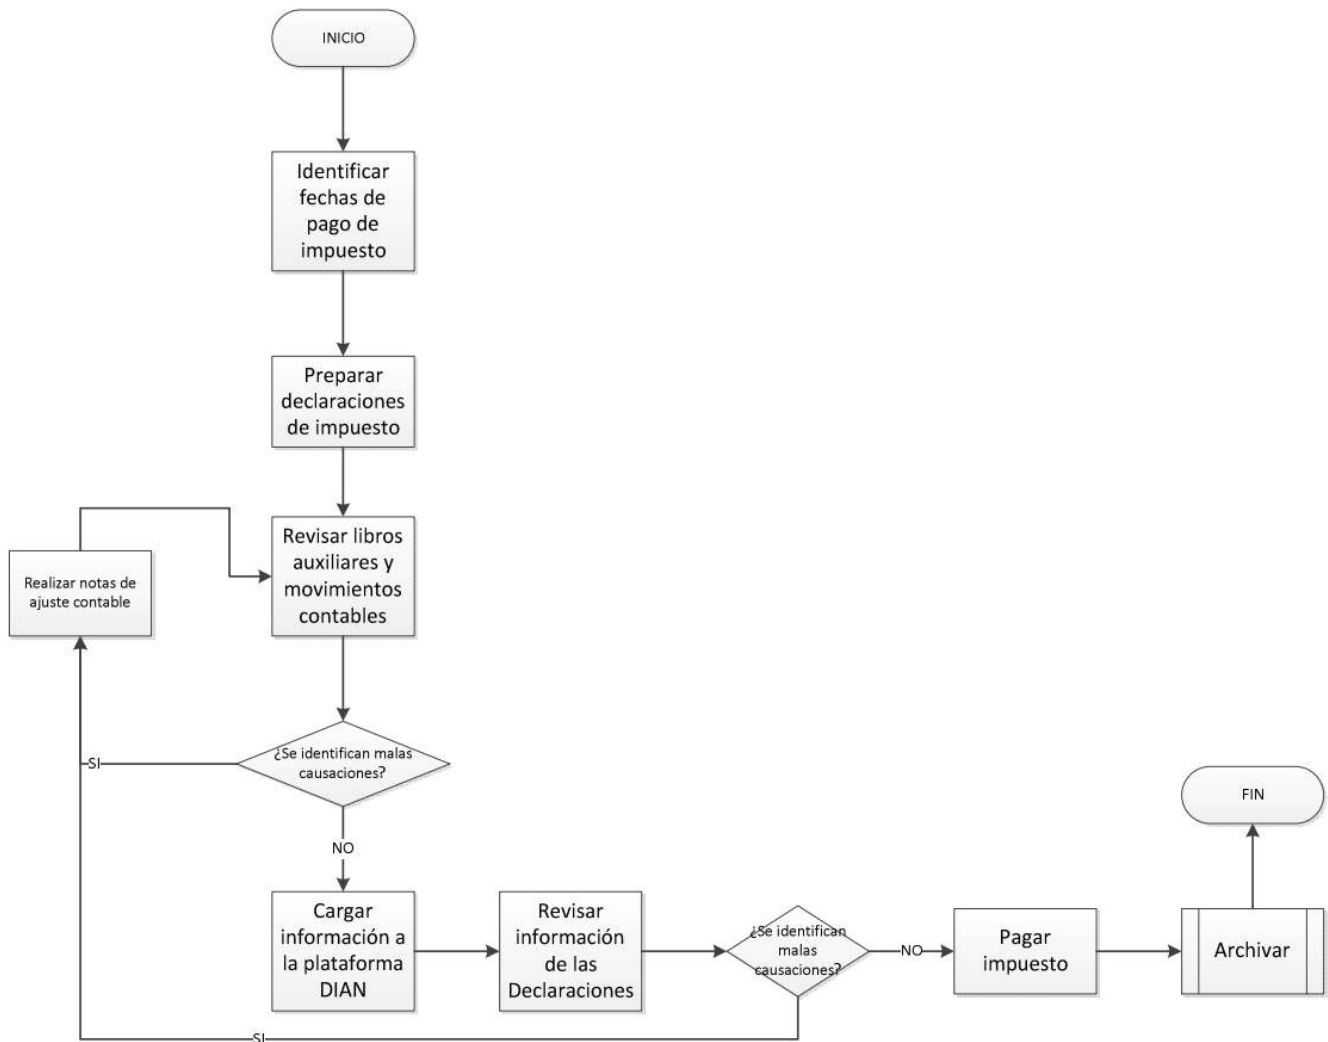 INICIO
Identificar
fechas de
pago de
impuesto
Preparar
declaraciones
de impuesto
Revisar libros
auxiliares y
movimientos
contables
Realizar notas de
ajuste contable
¿Se identifican malas
causaciones?
SI
NO
Cargar
información a
la plataforma
DIAN
Revisar
información
de las
Declaraciones
¿Se identifican
malas
causaciones?
NO
SI
Pagar
impuesto
Archivar
FIN